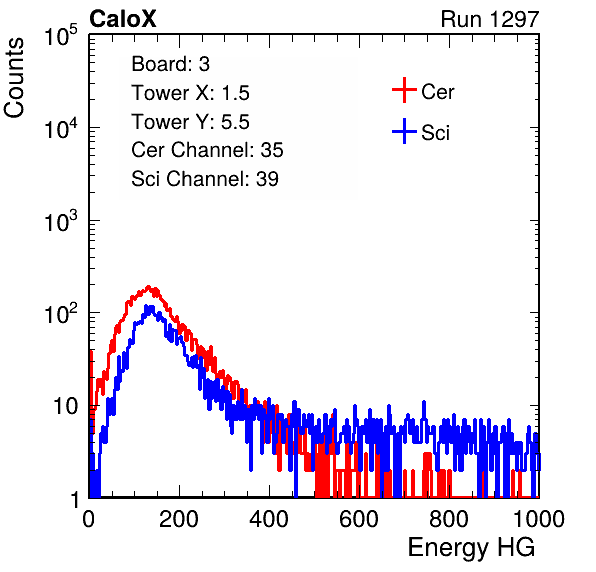 CaloX Run 1297
Counts
10^5
10^4
10^3
10^2
10
1
Board: 3
Tower X: 1.5
Tower Y: 5.5
Cer Channel: 35
Sci Channel: 39
Cer
Sci
0 200 400 600 800 1000
Energy HG